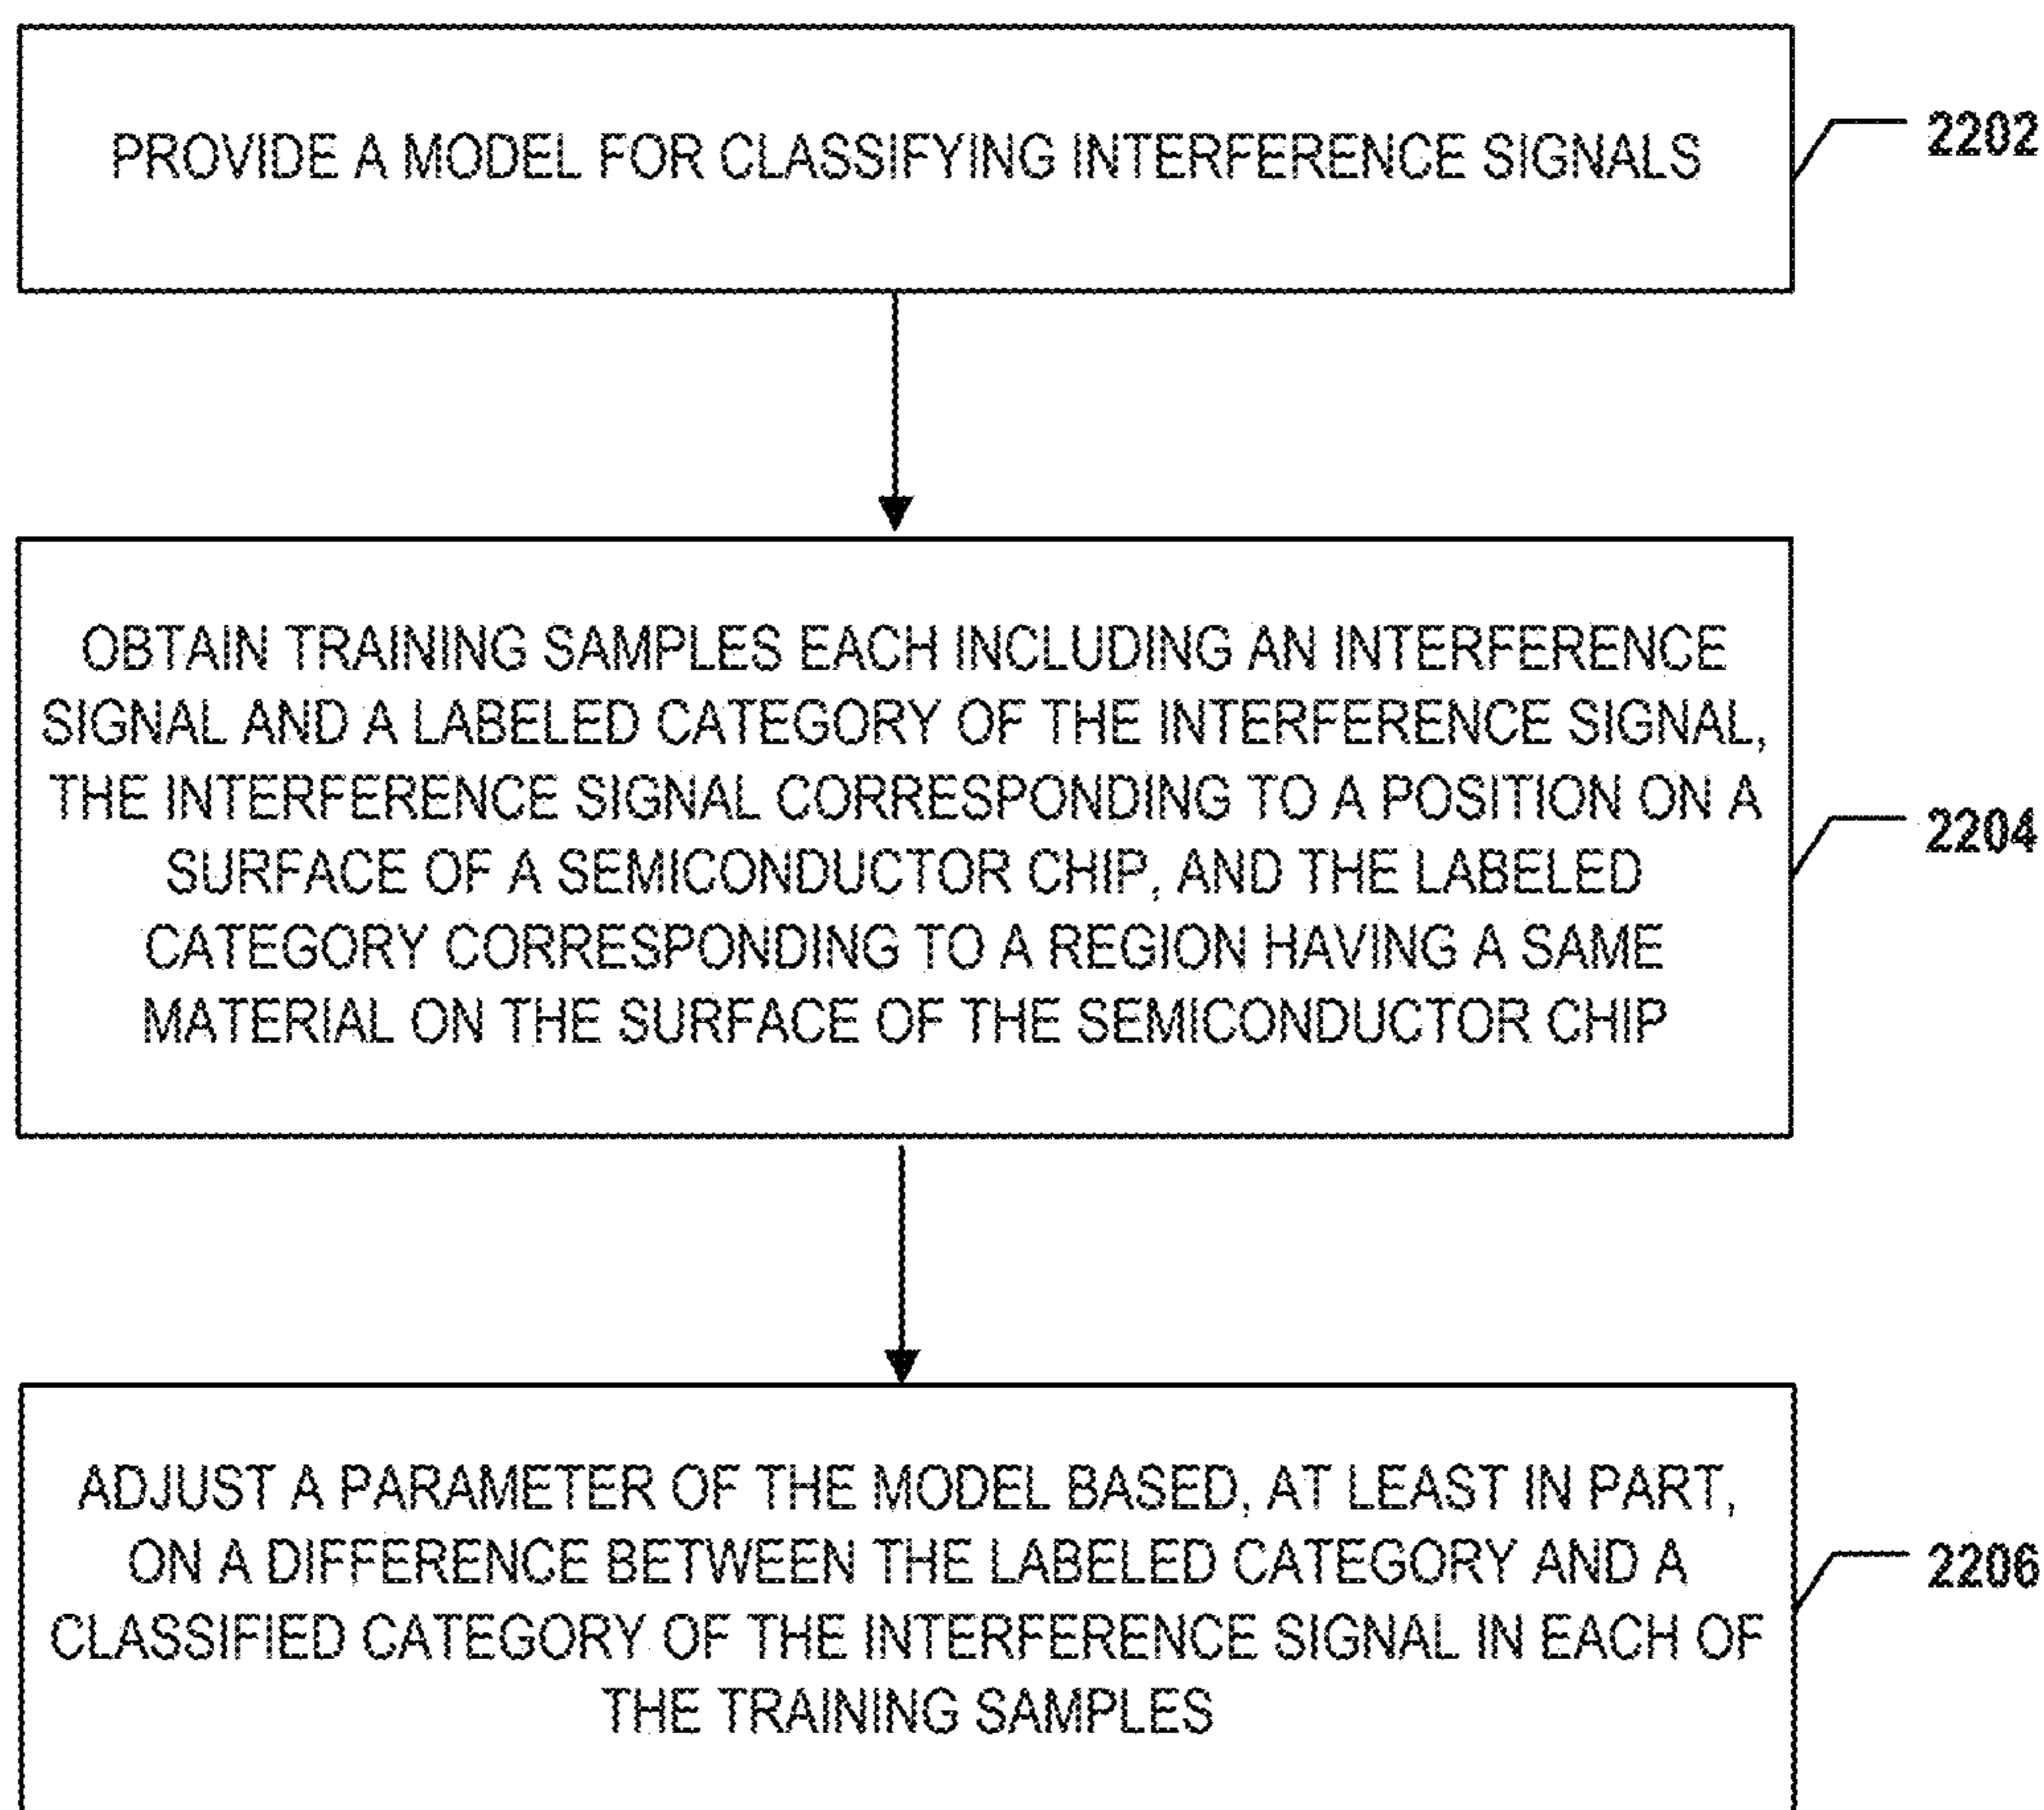 PROVIDE A MODEL FOR CLASSIFYING INTERFERENCE SIGNALS
2202
OBTAIN TRAINING SAMPLES EACH INCLUDING AN INTERFERENCE
SIGNAL AND A LABELED CATEGORY OF THE INTERFERENCE SIGNAL,
THE INTERFERENCE SIGNAL CORRESPONDING TO A POSITION ON A
SURFACE OF A SEMICONDUCTOR CHIP, AND THE LABELED
CATEGORY CORRESPONDING TO A REGION HAVING A SAME
MATERIAL ON THE SURFACE OF THE SEMICONDUCTOR CHIP
2204
ADJUST A PARAMETER OF THE MODEL BASED, AT LEAST IN PART,
ON A DIFFERENCE BETWEEN THE LABELED CATEGORY AND A
CLASSIFIED CATEGORY OF THE INTERFERENCE SIGNAL IN EACH OF
THE TRAINING SAMPLES
2206